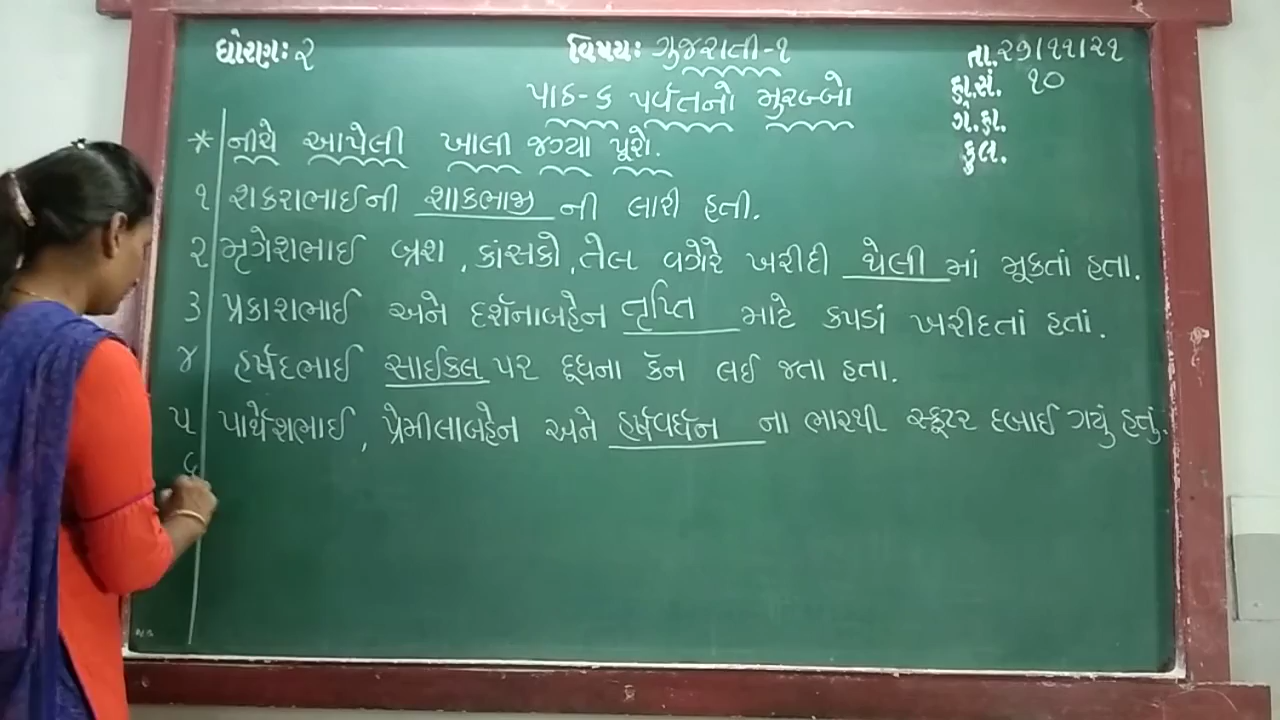 ધોરણઃ ૨ વિષયઃ ગુજરાતી-૧ તા.૨૭/૧૧/૨૧
પાઠ-૬ પર્વતનો મુરબ્બો હા.સં. ૧૦
ગે.હા.
કુલ.
* નીચે આપેલી ખાલી જગ્યા પૂરો.
૧ શકરાભાઈની શાકભાજી ની લારી હતી.
૨ મૃગેશભાઈ બ્રશ, કાંસકો, તેલ વગેરે ખરીદી થેલી માં મૂકતાં હતા.
૩ પ્રકાશભાઈ અને દર્શનાબહેન તૃપ્તિ માટે કપડાં ખરીદતાં હતાં.
૪ હર્ષદભાઈ સાઈકલ પર દૂધના કૅન લઈ જતા હતા.
૫ પાર્થેશભાઈ, પ્રેમીલાબહેન અને હર્ષવર્ધન ના ભારથી સ્કૂટર દબાઈ ગયું હતું.